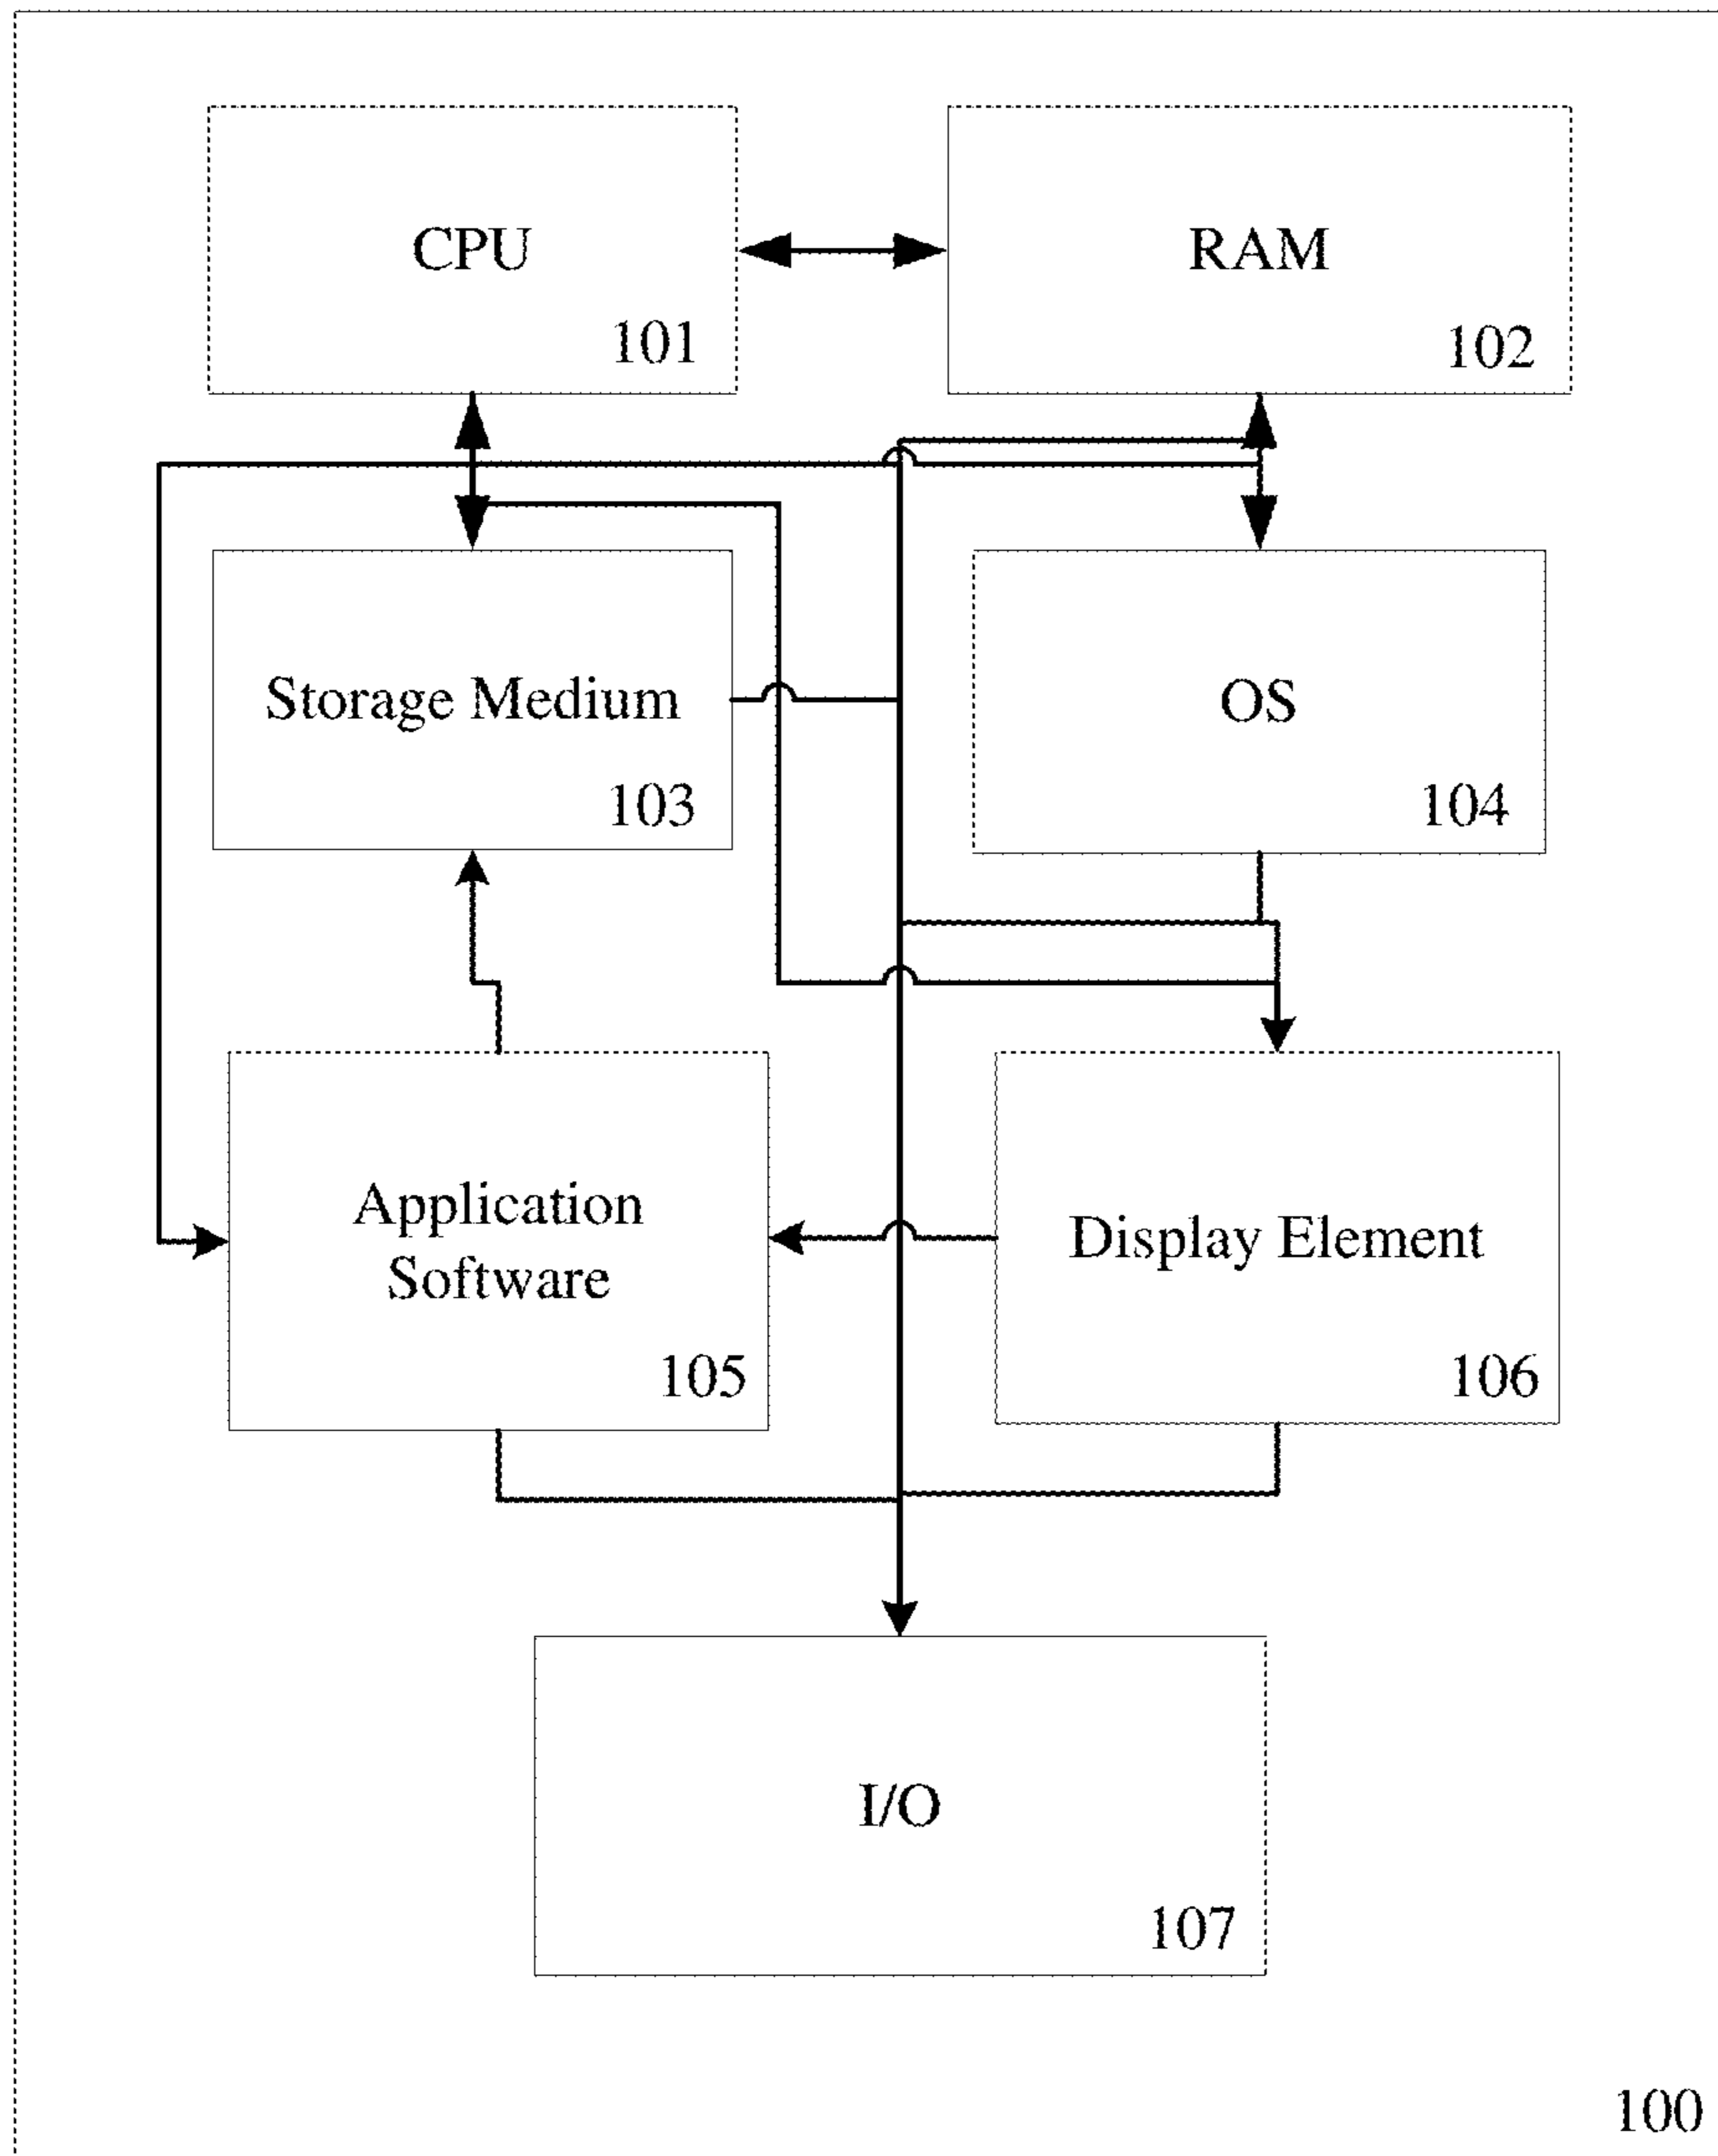 CPU
101
RAM
102
Storage Medium
103
OS
104
Application
Software
105
Display Element
106
I/O
107
100